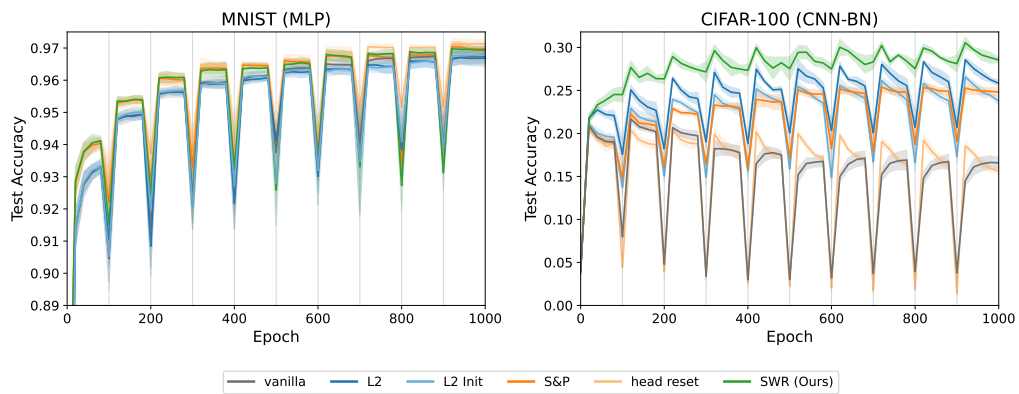 MNIST (MLP)
Test Accuracy
0.97
0.96
0.95
0.94
0.93
0.92
0.91
0.90
0.89
0 200 400 600 800 1000
Epoch
CIFAR-100 (CNN-BN)
Test Accuracy
0.30
0.25
0.20
0.15
0.10
0.05
0.00
0 200 400 600 800 1000
Epoch
vanilla L2 L2 Init S&P head reset SWR (Ours)